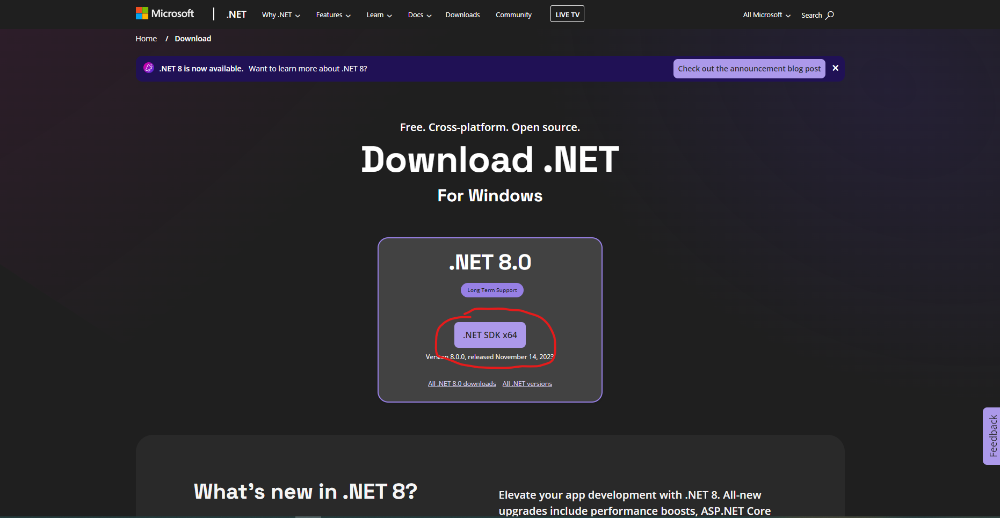 Microsoft
.NET
Why .NET
Features
Learn
Docs
Downloads
Community
LIVE TV
All Microsoft
Search
Home / Download
.NET 8 is now available. Want to learn more about .NET 8?
Check out the announcement blog post
Free. Cross-platform. Open source.
Download .NET
For Windows
.NET 8.0
Long Term Support
.NET SDK x64
Version 8.0.0, released November 14, 2023
All .NET 8.0 downloads
All .NET versions
Feedback
What's new in .NET 8?
Elevate your app development with .NET 8. All-new
upgrades include performance boosts, ASP.NET Core